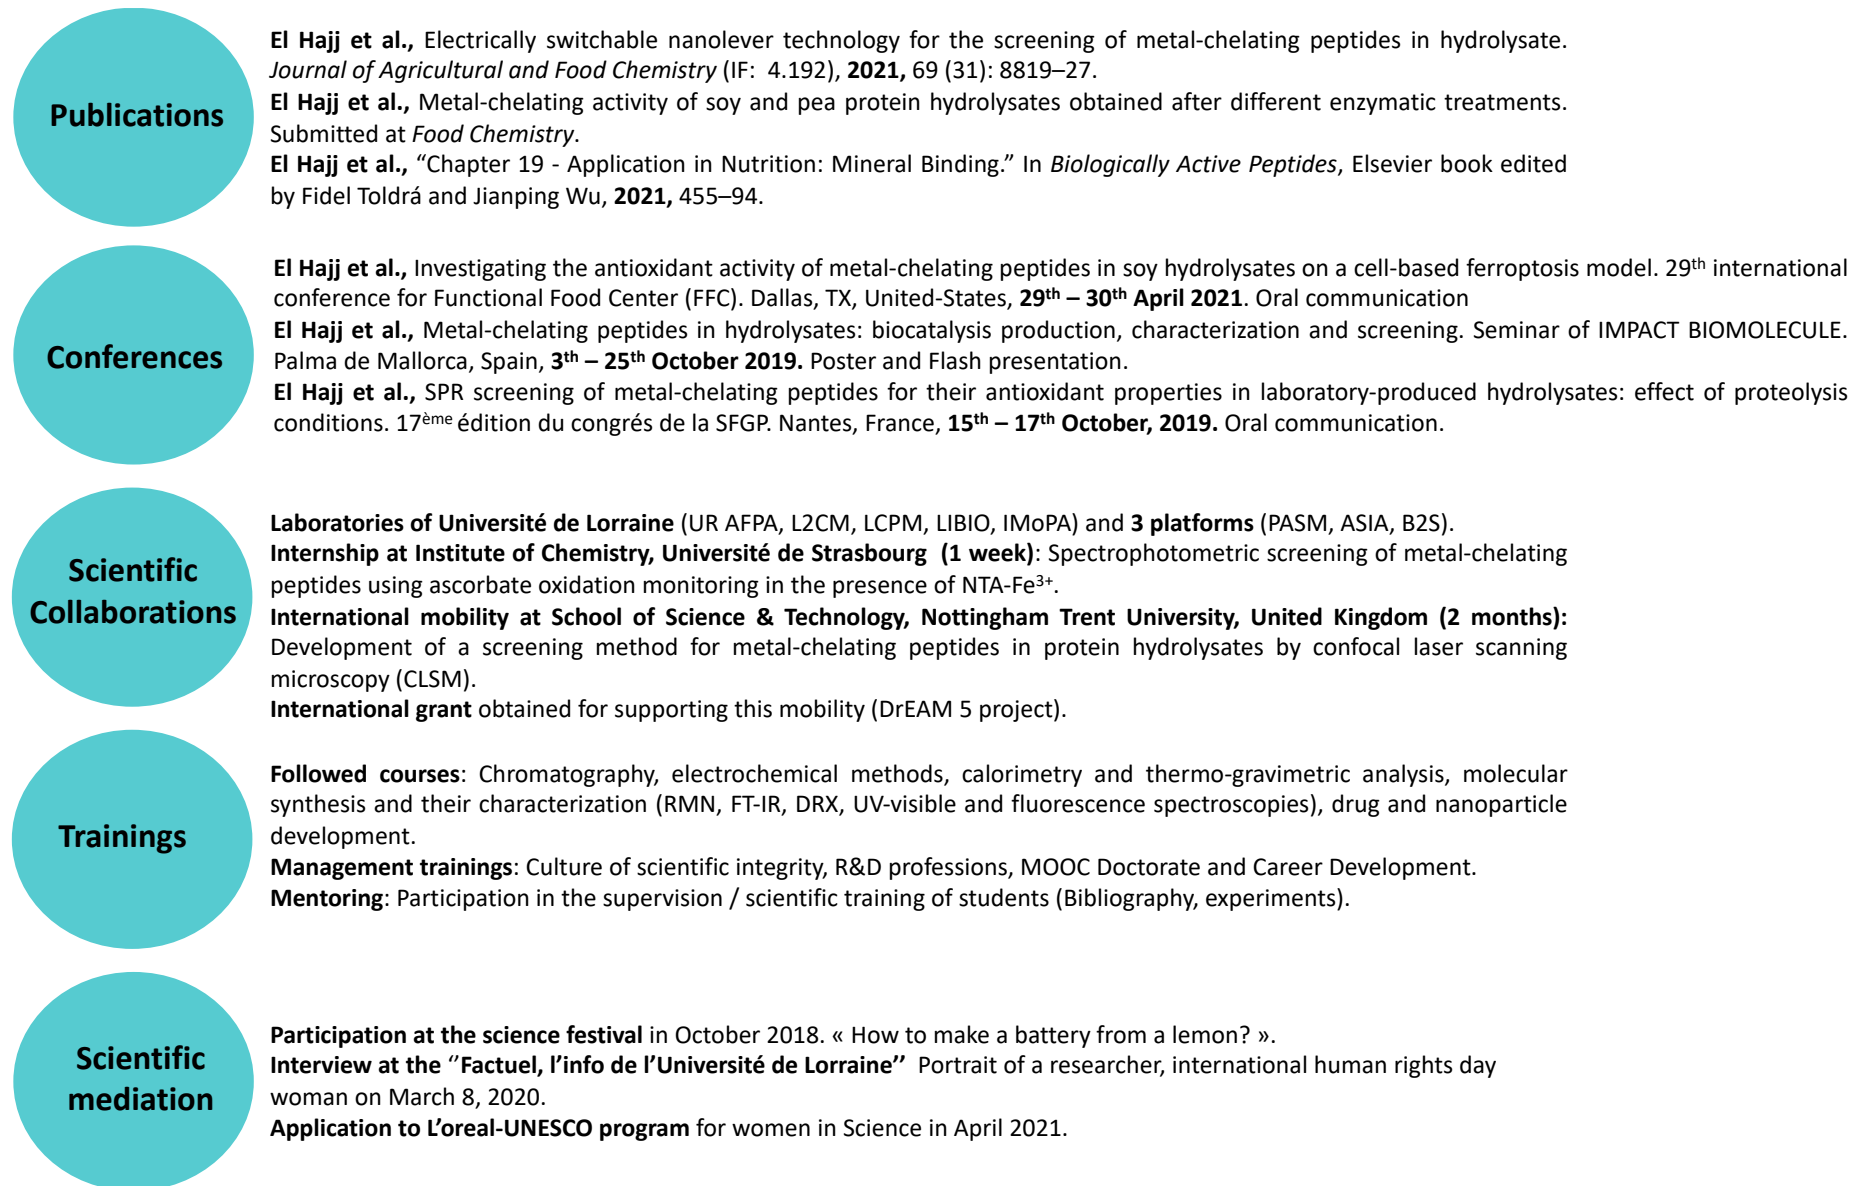 Publications
El Hajj et al., Electrically switchable nanolever technology for the screening of metal-chelating peptides in hydrolysate.
Journal of Agricultural and Food Chemistry (IF: 4.192), 2021, 69 (31): 8819–27.
El Hajj et al., Metal-chelating activity of soy and pea protein hydrolysates obtained after different enzymatic treatments.
Submitted at Food Chemistry.
El Hajj et al., “Chapter 19 - Application in Nutrition: Mineral Binding.” In Biologically Active Peptides, Elsevier book edited
by Fidel Toldrá and Jianping Wu, 2021, 455–94.
Conferences
El Hajj et al., Investigating the antioxidant activity of metal-chelating peptides in soy hydrolysates on a cell-based ferroptosis model. 29th international
conference for Functional Food Center (FFC). Dallas, TX, United-States, 29th – 30th April 2021. Oral communication
El Hajj et al., Metal-chelating peptides in hydrolysates: biocatalysis production, characterization and screening. Seminar of IMPACT BIOMOLECULE.
Palma de Mallorca, Spain, 3th – 25th October 2019. Poster and Flash presentation.
El Hajj et al., SPR screening of metal-chelating peptides for their antioxidant properties in laboratory-produced hydrolysates: effect of proteolysis
conditions. 17ème édition du congrés de la SFGP. Nantes, France, 15th – 17th October, 2019. Oral communication.
Scientific
Collaborations
Laboratories of Université de Lorraine (UR AFPA, L2CM, LCPM, LIBIO, IMoPA) and 3 platforms (PASM, ASIA, B2S).
Internship at Institute of Chemistry, Université de Strasbourg (1 week): Spectrophotometric screening of metal-chelating
peptides using ascorbate oxidation monitoring in the presence of NTA-Fe3+.
International mobility at School of Science & Technology, Nottingham Trent University, United Kingdom (2 months):
Development of a screening method for metal-chelating peptides in protein hydrolysates by confocal laser scanning
microscopy (CLSM).
International grant obtained for supporting this mobility (DrEAM 5 project).
Trainings
Followed courses: Chromatography, electrochemical methods, calorimetry and thermo-gravimetric analysis, molecular
synthesis and their characterization (RMN, FT-IR, DRX, UV-visible and fluorescence spectroscopies), drug and nanoparticle
development.
Management trainings: Culture of scientific integrity, R&D professions, MOOC Doctorate and Career Development.
Mentoring: Participation in the supervision / scientific training of students (Bibliography, experiments).
Scientific
mediation
Participation at the science festival in October 2018. « How to make a battery from a lemon? ».
Interview at the ‘’Factuel, l’info de l’Université de Lorraine’’ Portrait of a researcher, international human rights day
woman on March 8, 2020.
Application to L’oreal-UNESCO program for women in Science in April 2021.